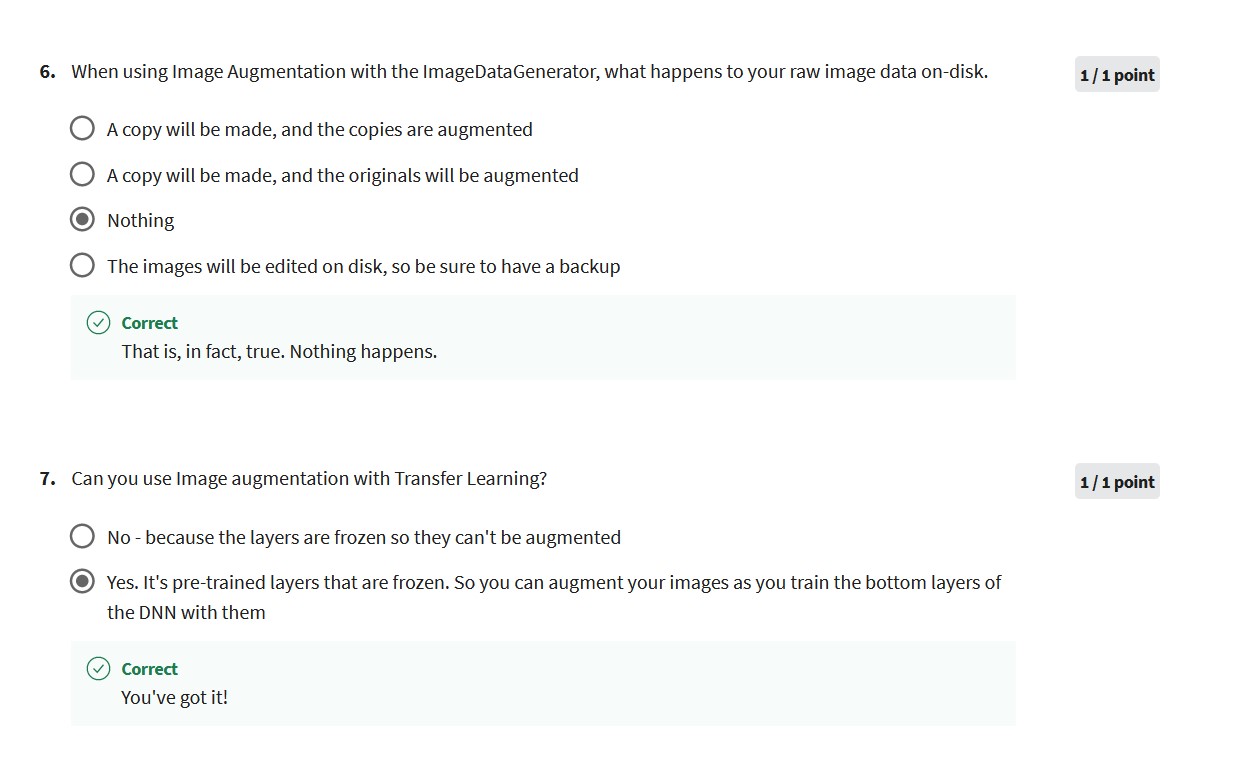 6. When using Image Augmentation with the ImageDataGenerator, what happens to your raw image data on-disk.
1 / 1 point
A copy will be made, and the copies are augmented
A copy will be made, and the originals will be augmented
Nothing
The images will be edited on disk, so be sure to have a backup
Correct
That is, in fact, true. Nothing happens.
7. Can you use Image augmentation with Transfer Learning?
1 / 1 point
No - because the layers are frozen so they can't be augmented
Yes. It's pre-trained layers that are frozen. So you can augment your images as you train the bottom layers of
the DNN with them
Correct
You've got it!